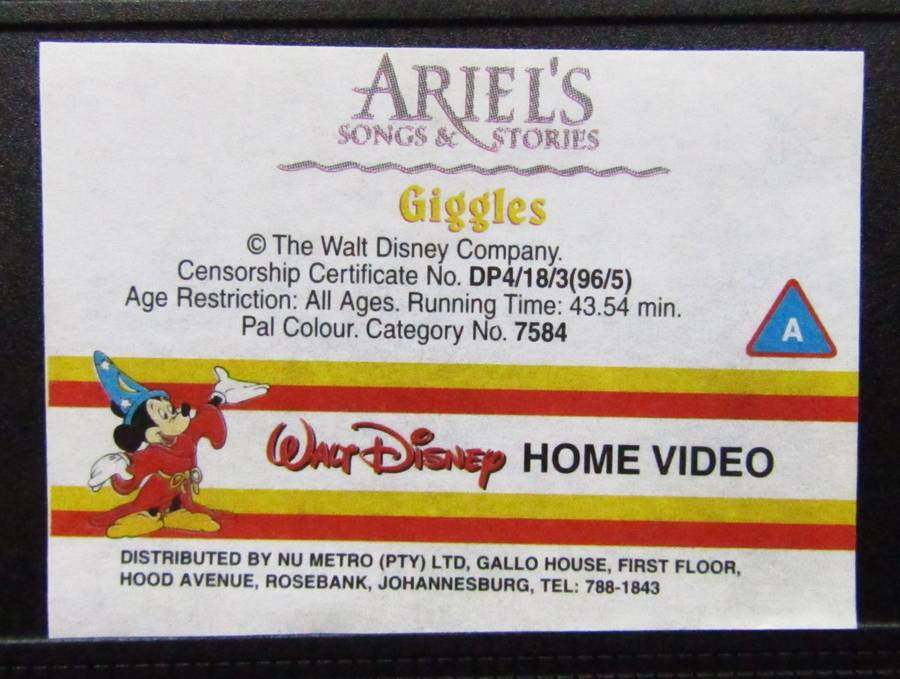 ARIEL'S
SONGS & STORIES
Giggles
© The Walt Disney Company.
Censorship Certificate No. DP4/18/3(96/5)
Age Restriction: All Ages. Running Time: 43.54 min.
Pal Colour. Category No. 7584
A
WALT DISNEY HOME VIDEO
DISTRIBUTED BY NU METRO (PTY) LTD, GALLO HOUSE, FIRST FLOOR,
HOOD AVENUE, ROSEBANK, JOHANNESBURG, TEL: 788-1843